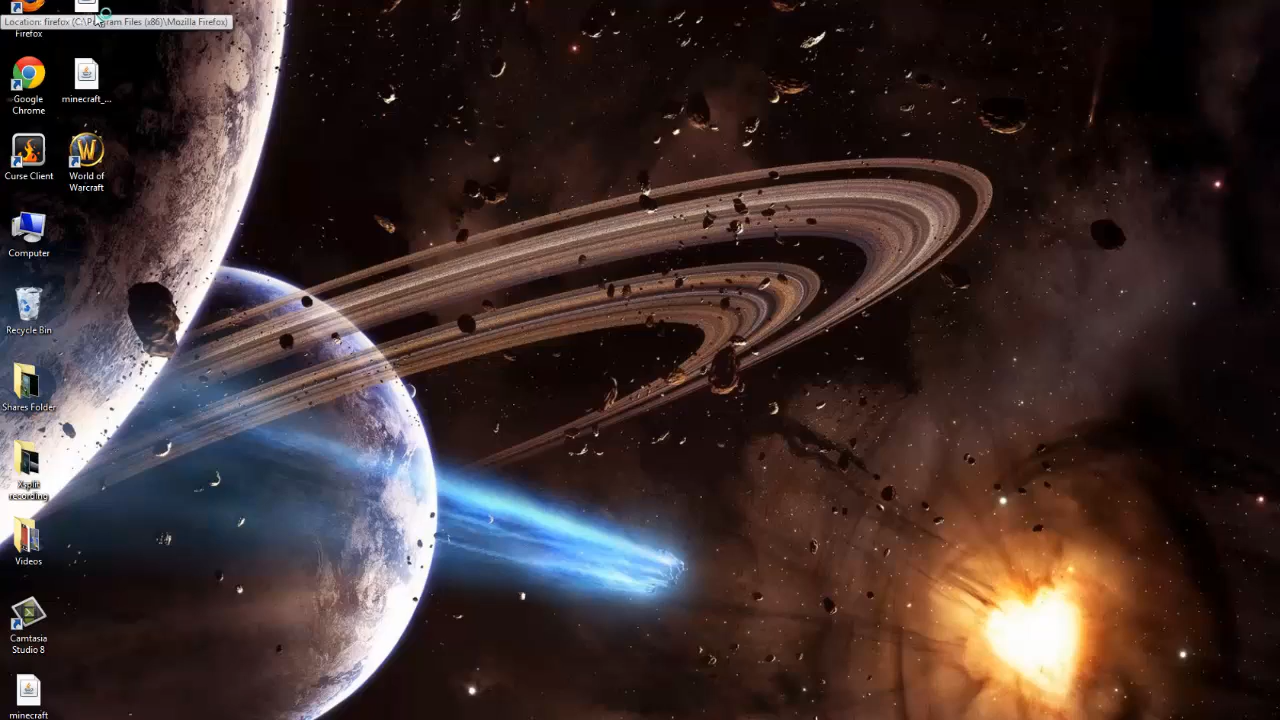 Location: firefox (C:\Program Files (x86)\Mozilla Firefox)
Firefox
Google
Chrome
minecraft_...
Curse Client
World of
Warcraft
Computer
Recycle Bin
Shares Folder
Xsplit
recording
Videos
Camtasia
Studio 8
minecraft